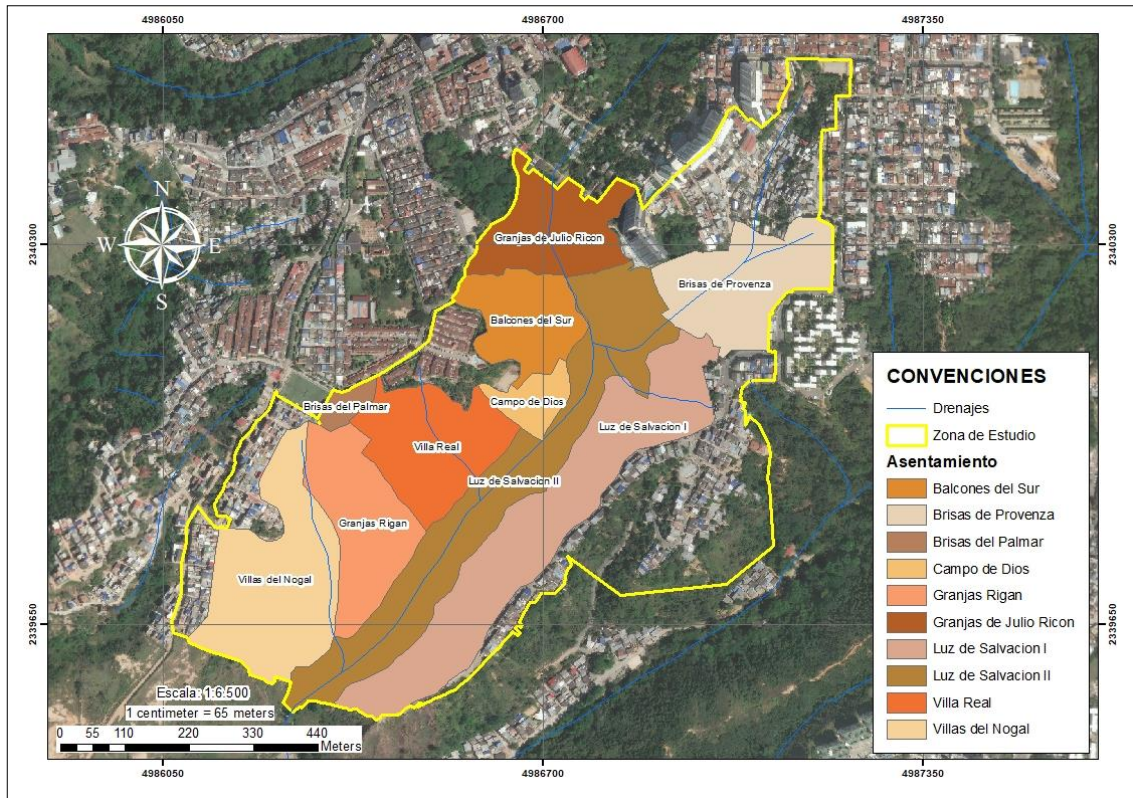 4986050 4986700 4987350
2340300
2339650
2340300
2339650
N
W E
S
Granjas de Julio Ricon
Brisas de Provenza
Balcones del Sur
Campo de Dios
Brisas del Palmar
Luz de Salvacion I
Villa Real
Luz de Salvacion II
Granjas Rigan
Villas del Nogal
Escala: 1:6.500
1 centimeter = 65 meters
0 55 110 220 330 440
Meters
CONVENCIONES
Drenajes
Zona de Estudio
Asentamiento
Balcones del Sur
Brisas de Provenza
Brisas del Palmar
Campo de Dios
Granjas Rigan
Granjas de Julio Ricon
Luz de Salvacion I
Luz de Salvacion II
Villa Real
Villas del Nogal
4986050 4986700 4987350